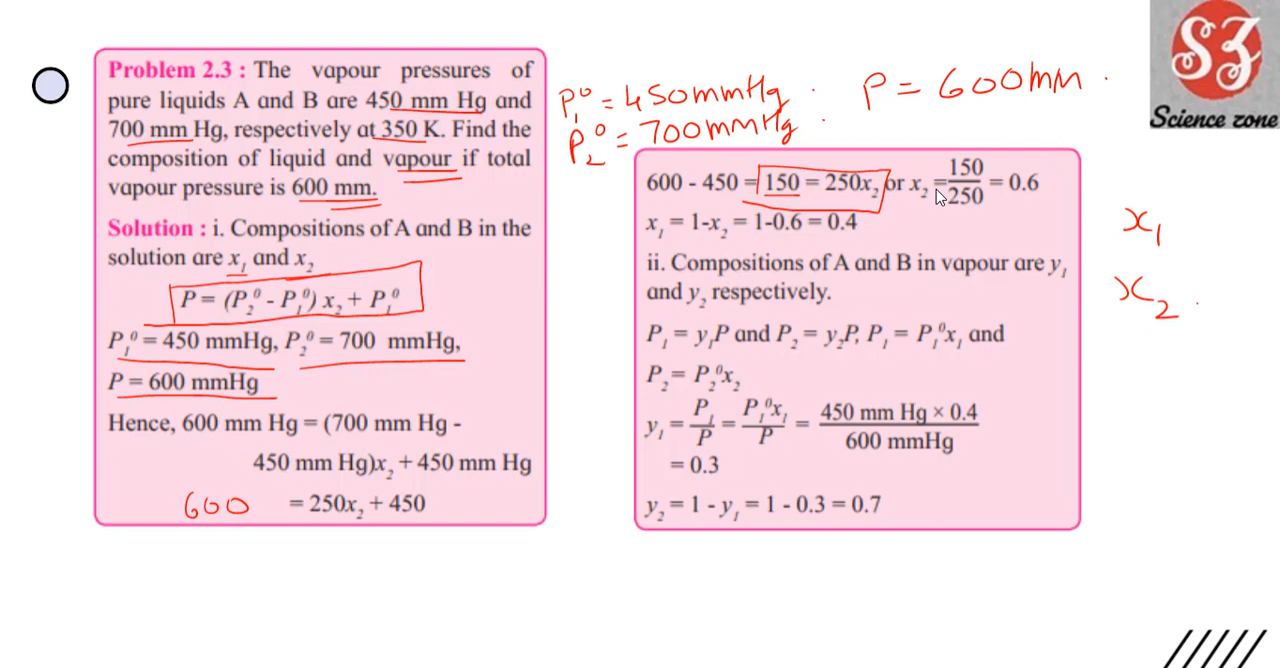 Problem 2.3 : The vapour pressures of
pure liquids A and B are 450 mm Hg and
700 mm Hg, respectively at 350 K. Find the
composition of liquid and vapour if total
vapour pressure is 600 mm.
Solution : i. Compositions of A and B in the
solution are x₁ and x₂
P = (P₂⁰ - P₁⁰) x₂ + P₁⁰
P₁⁰ = 450 mmHg, P₂⁰ = 700 mmHg,
P = 600 mmHg
Hence, 600 mm Hg = (700 mm Hg -
450 mm Hg)x₂ + 450 mm Hg
600 = 250x₂ + 450
P₁⁰ = 450mmHg.
P₂⁰ = 700mmHg.
P = 600mm.
600 - 450 = 150 = 250x₂ or x₂ = 150/250 = 0.6
x₁ = 1-x₂ = 1-0.6 = 0.4
ii. Compositions of A and B in vapour are y₁
and y₂ respectively.
P₁ = y₁P and P₂ = y₂P, P₁ = P₁⁰x₁ and
P₂ = P₂⁰x₂
y₁ = P₁/P = P₁⁰x₁/P = 450 mm Hg × 0.4/600 mmHg
= 0.3
y₂ = 1 - y₁ = 1 - 0.3 = 0.7
x₁
x₂.
SZ
Science zone